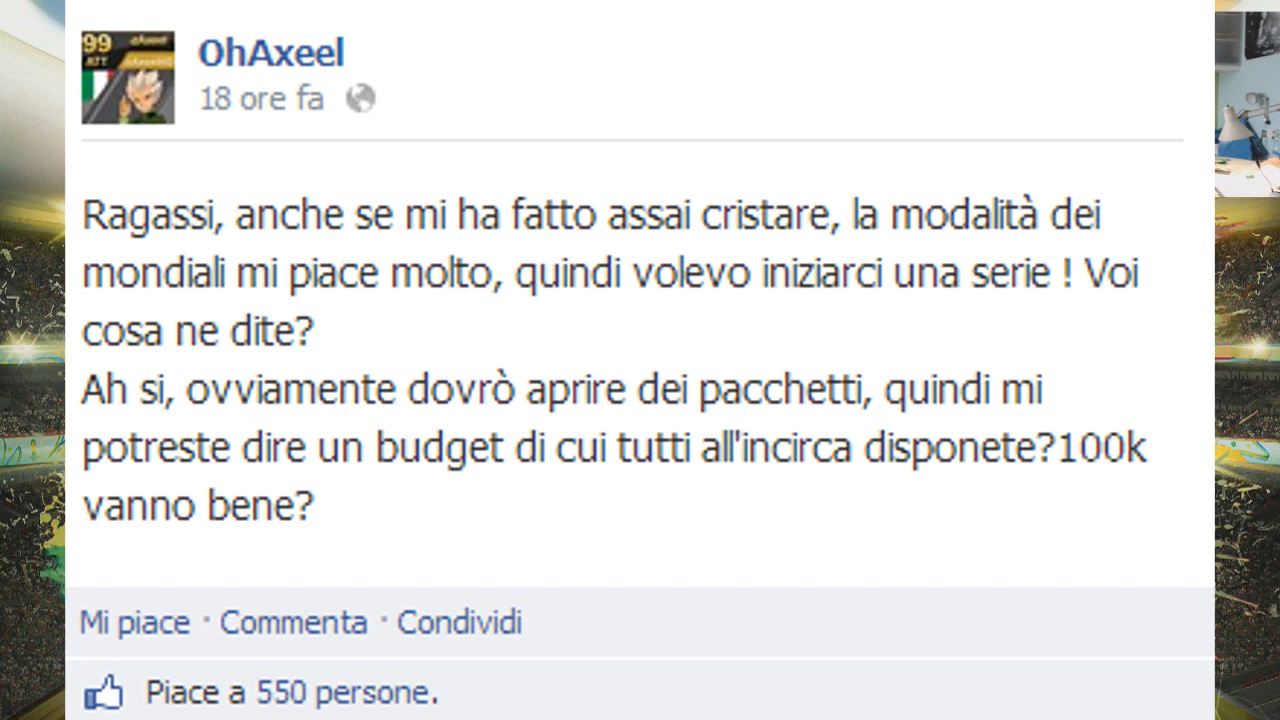 99
ATT
OhAxeel
18 ore fa
Ragassi, anche se mi ha fatto assai cristare, la modalità dei
mondiali mi piace molto, quindi volevo iniziarci una serie ! Voi
cosa ne dite?
Ah si, ovviamente dovrò aprire dei pacchetti, quindi mi
potreste dire un budget di cui tutti all'incirca disponete?100k
vanno bene?
Mi piace · Commenta · Condividi
Piace a 550 persone.